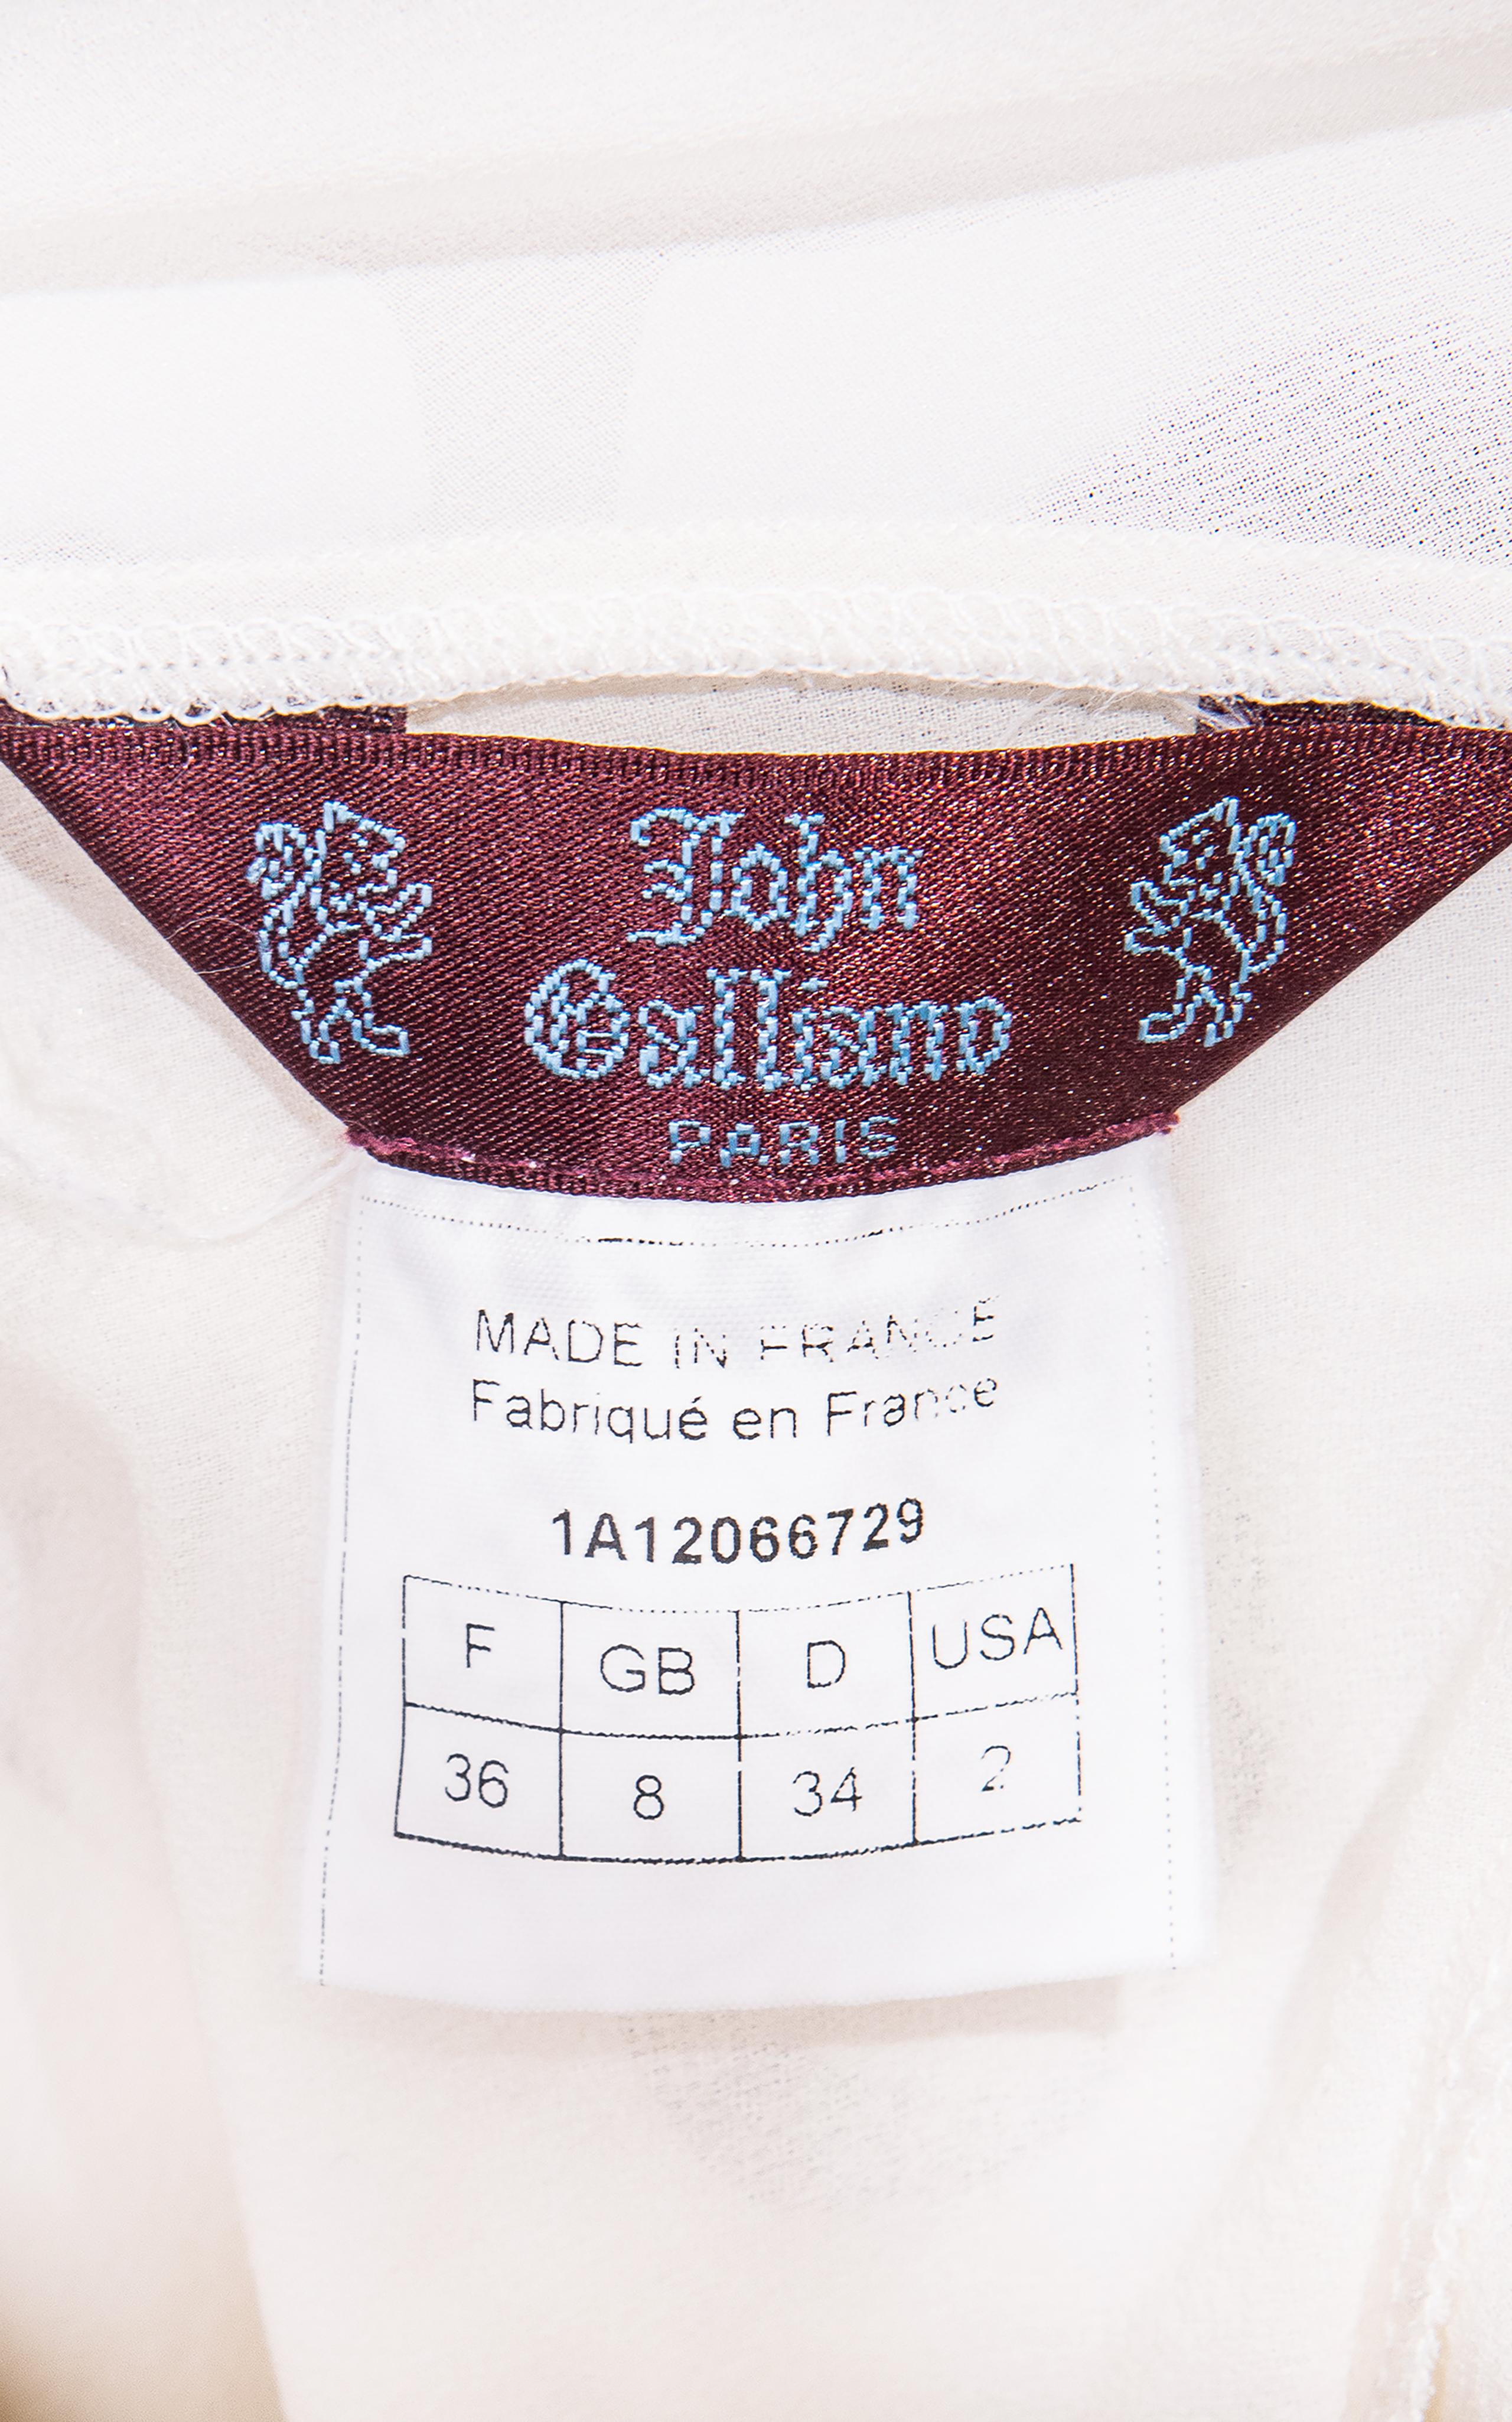 John
Galliano
PARIS
MADE IN FRANCE
Fabriqué en France
1A12066729
F GB D USA
36 8 34 2